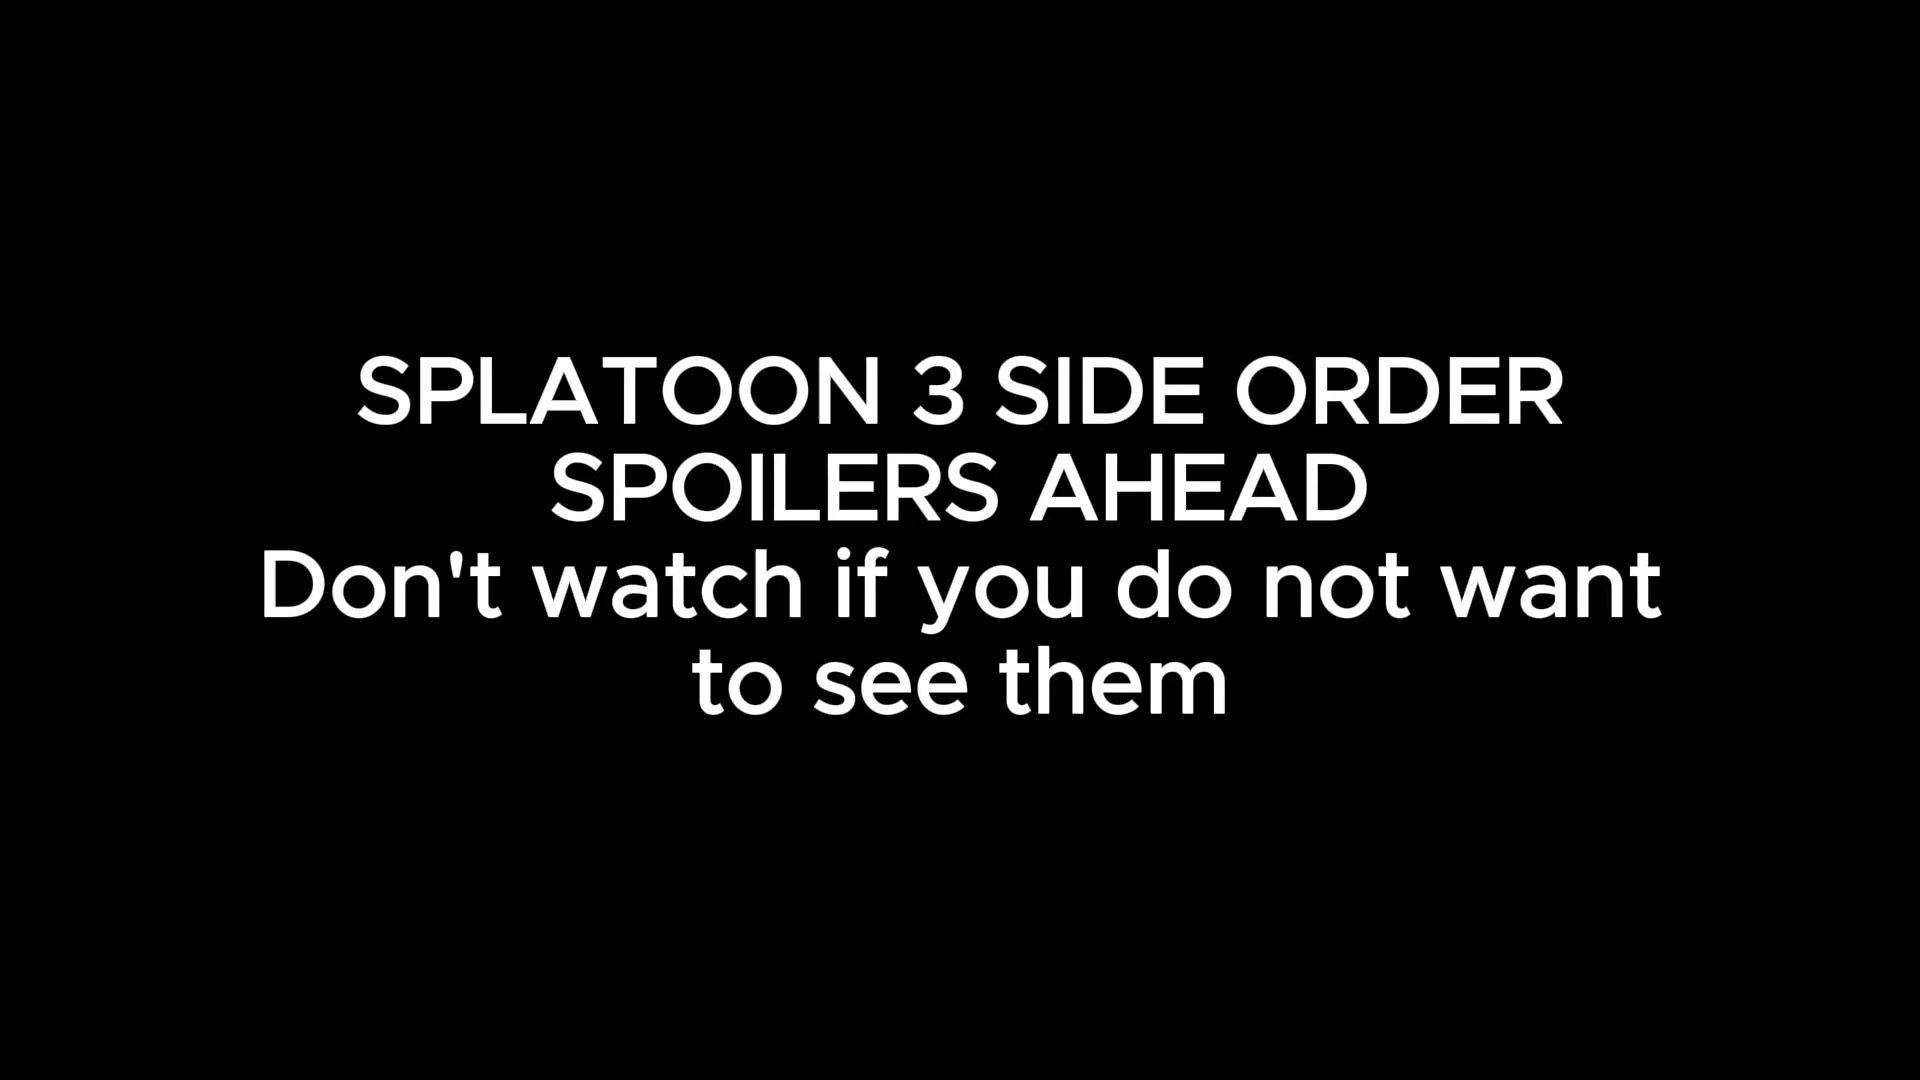 SPLATOON 3 SIDE ORDER
SPOILERS AHEAD
Don't watch if you do not want
to see them